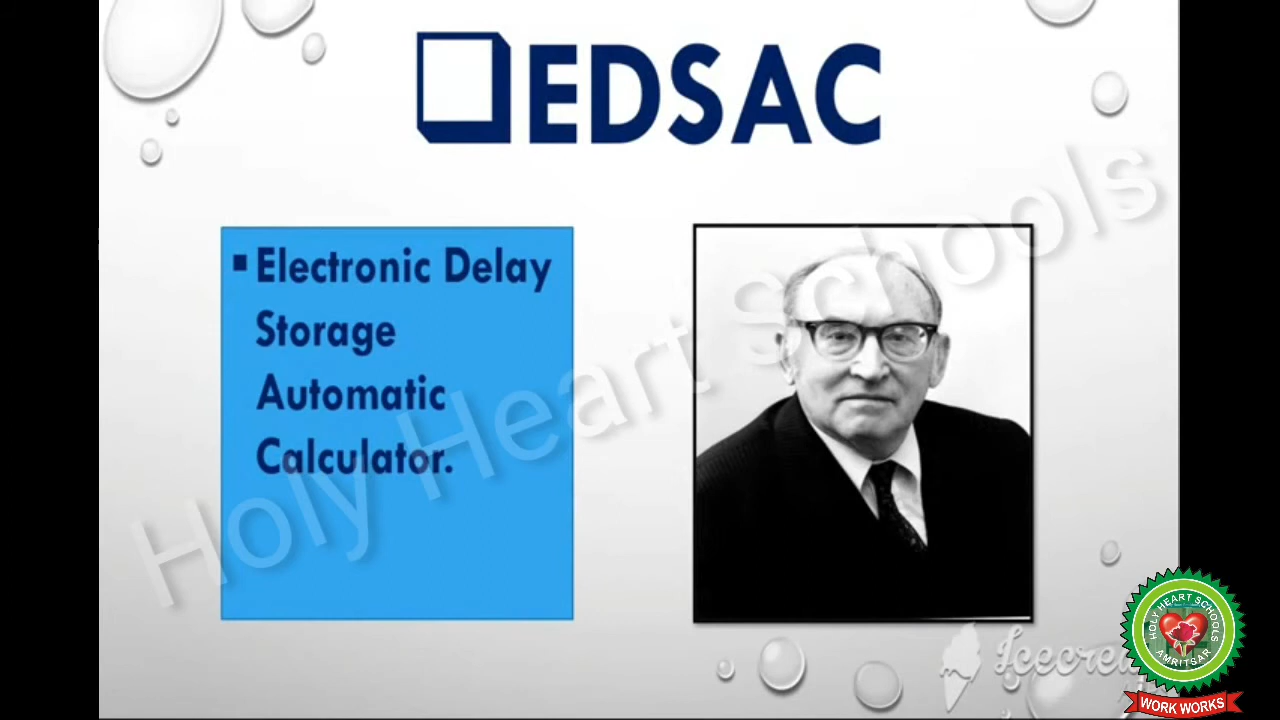 EDSAC
Electronic Delay
Storage
Automatic
Calculator.
Holy Heart Schools
HOLY HEART SCHOOLS
AMRITSAR
WORK WORKS